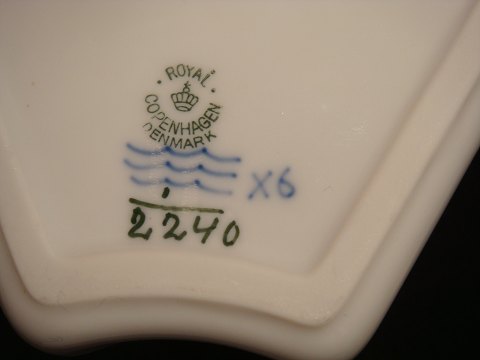 ROYAL
COPENHAGEN
DENMARK
X6
2240